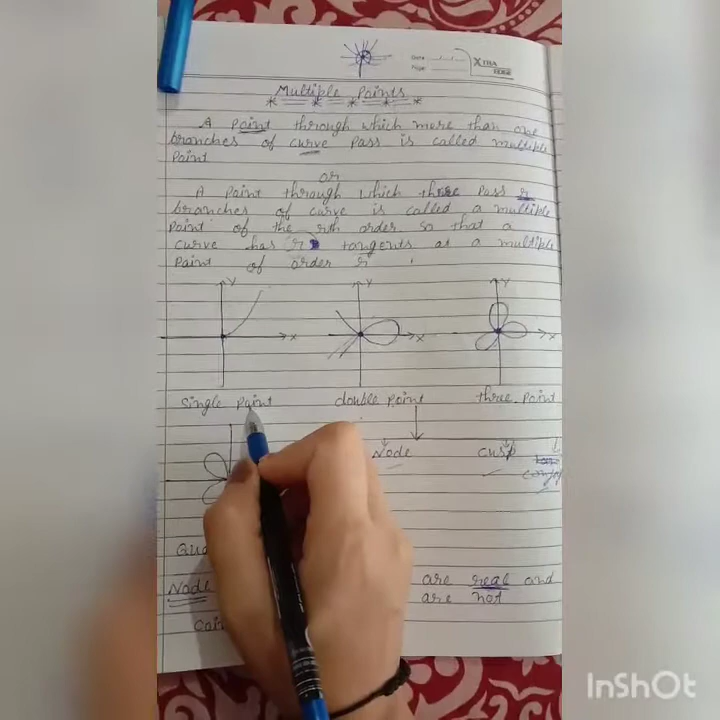 Date
Page
XTRA
EDGE
Multiple Points
A point through which more than one
branches of curve pass is called multiple
Point
or
A Point through which three pass r
branches of curve is called a multiple
Point of the rth order so that a
curve has r tangents at a multiple
Point of order r
Y Y Y
X X X
Single Point double point three Point
Node Cusp
Node are real and
are not
InShOt